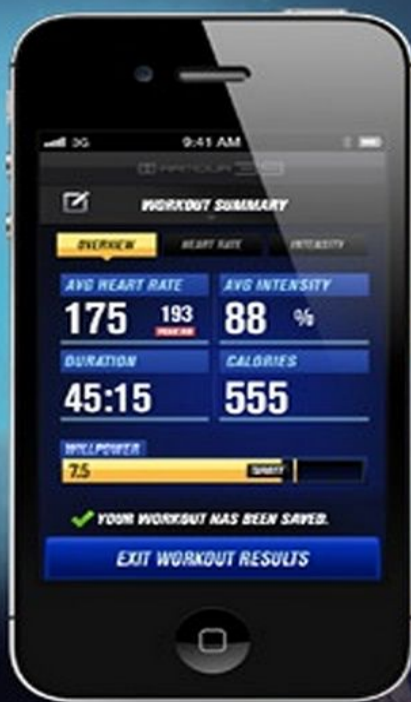 3G 9:41 AM
WORKOUT SUMMARY
OVERVIEW HEART RATE INTENSITY
AVG HEART RATE AVG INTENSITY
175 193 88 %
DURATION CALORIES
45:15 555
WILLPOWER
7.5
YOUR WORKOUT HAS BEEN SAVED.
EXIT WORKOUT RESULTS